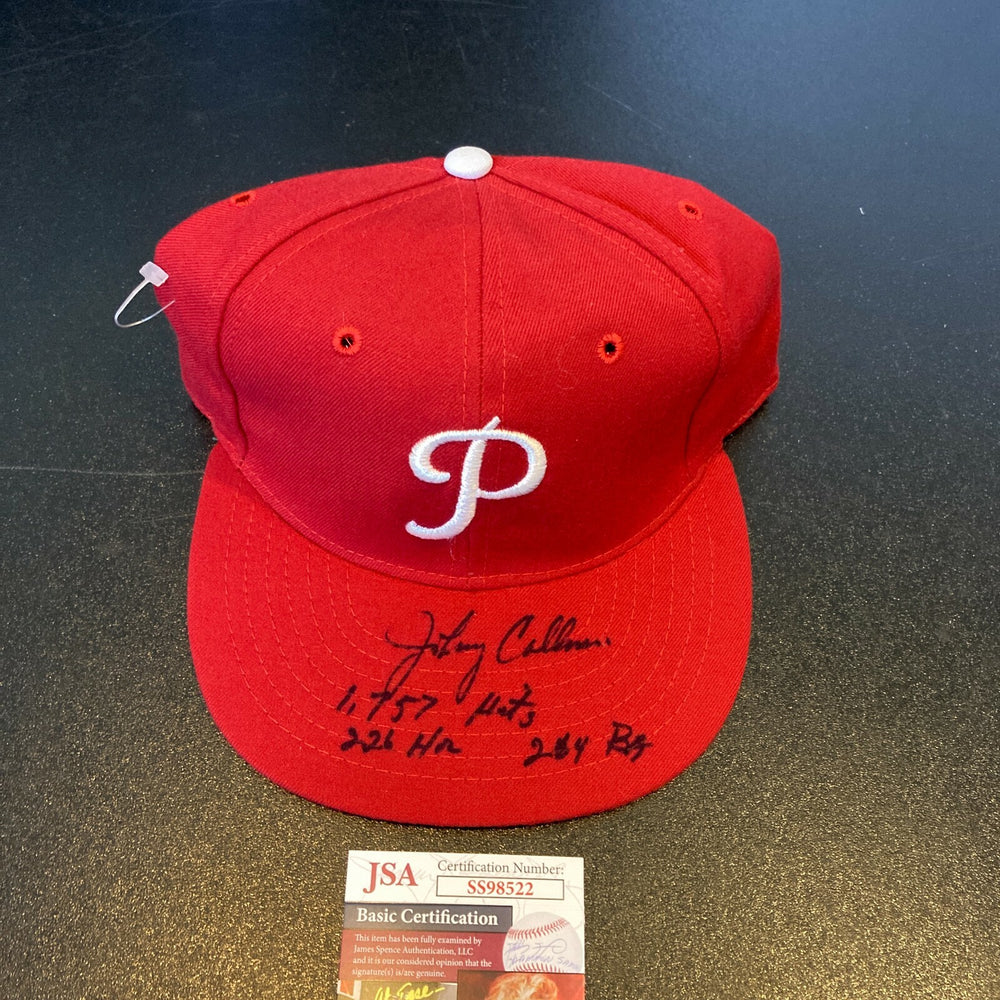 P
Johnny Callison.
1,757 Hits
226 Hr 264 BA
JSA
Certification Number:
SS98522
Basic Certification
This item has been fully examined by
James Spence Authentication, LLC
and it is our considered opinion that the
signature(s) is/are genuine.